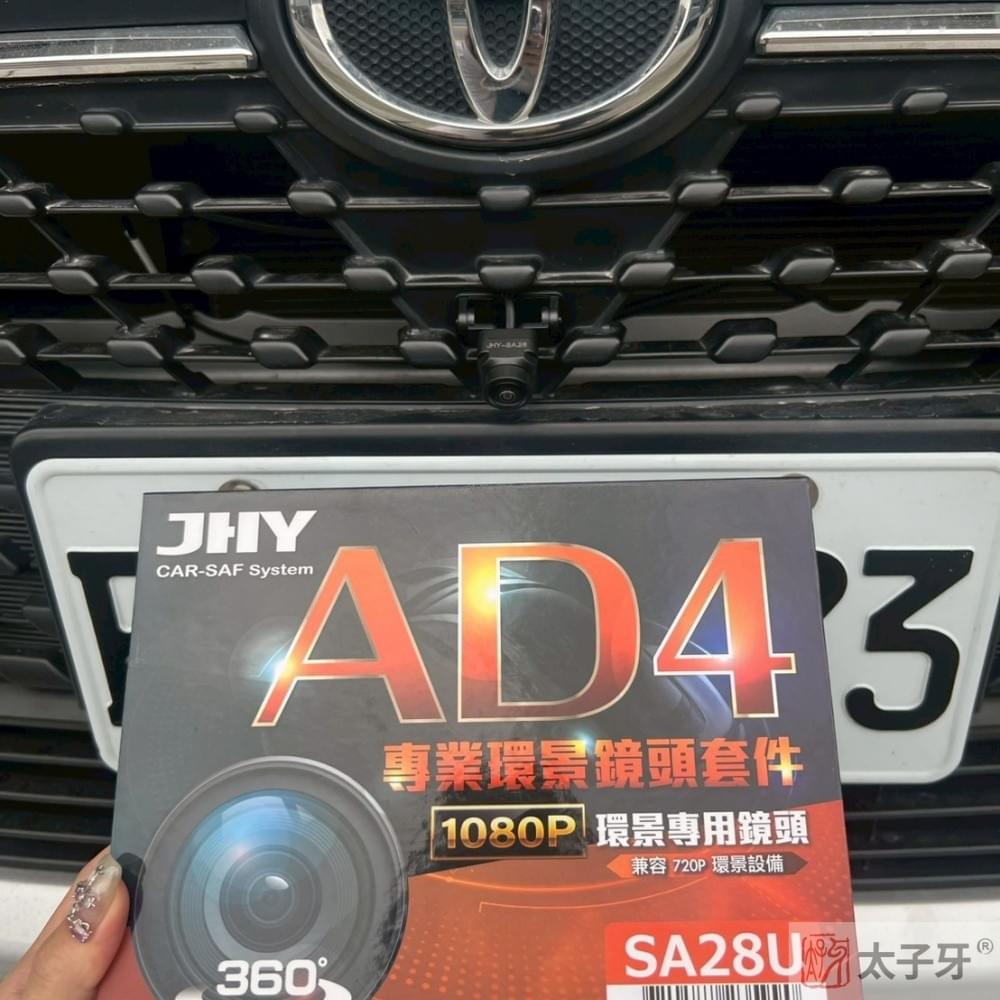 JHY-SA28
JHY
CAR-SAF System
AD4
專業環景鏡頭套件
1080P 環景專用鏡頭
兼容 720P 環景設備
360°
SA28U
太子牙®
3